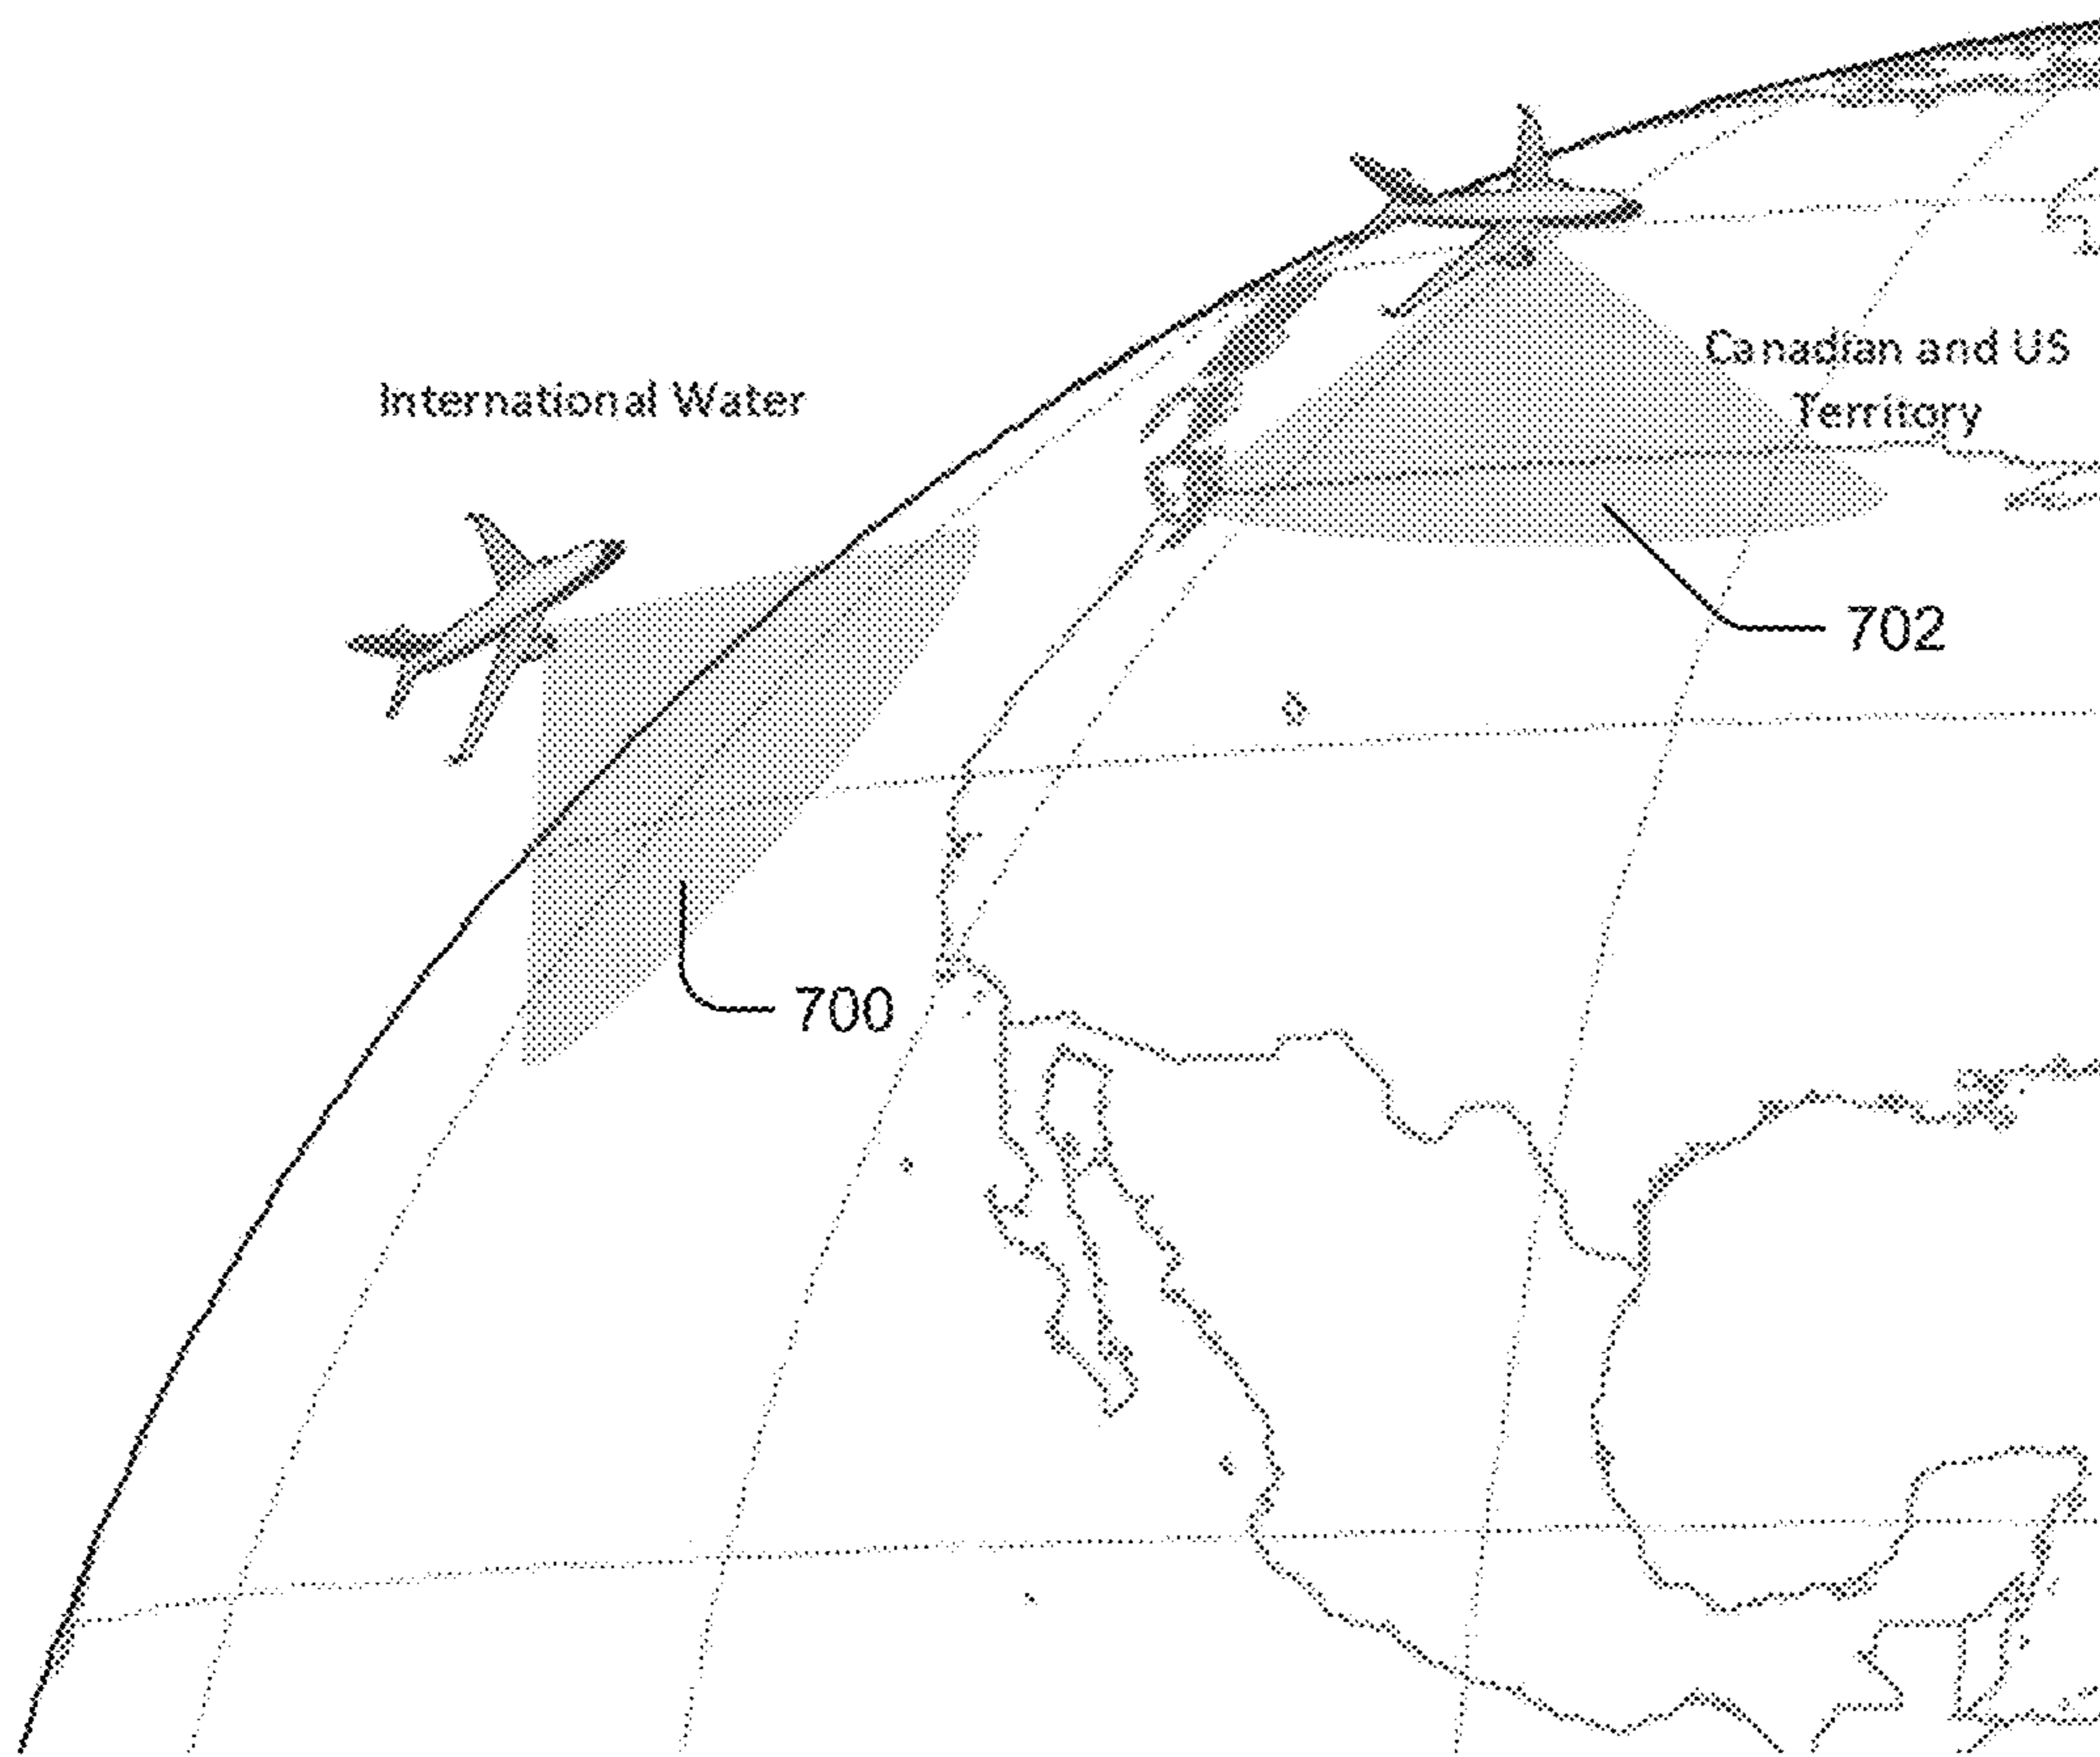 Canadian and US
Territory
International Water
702
700